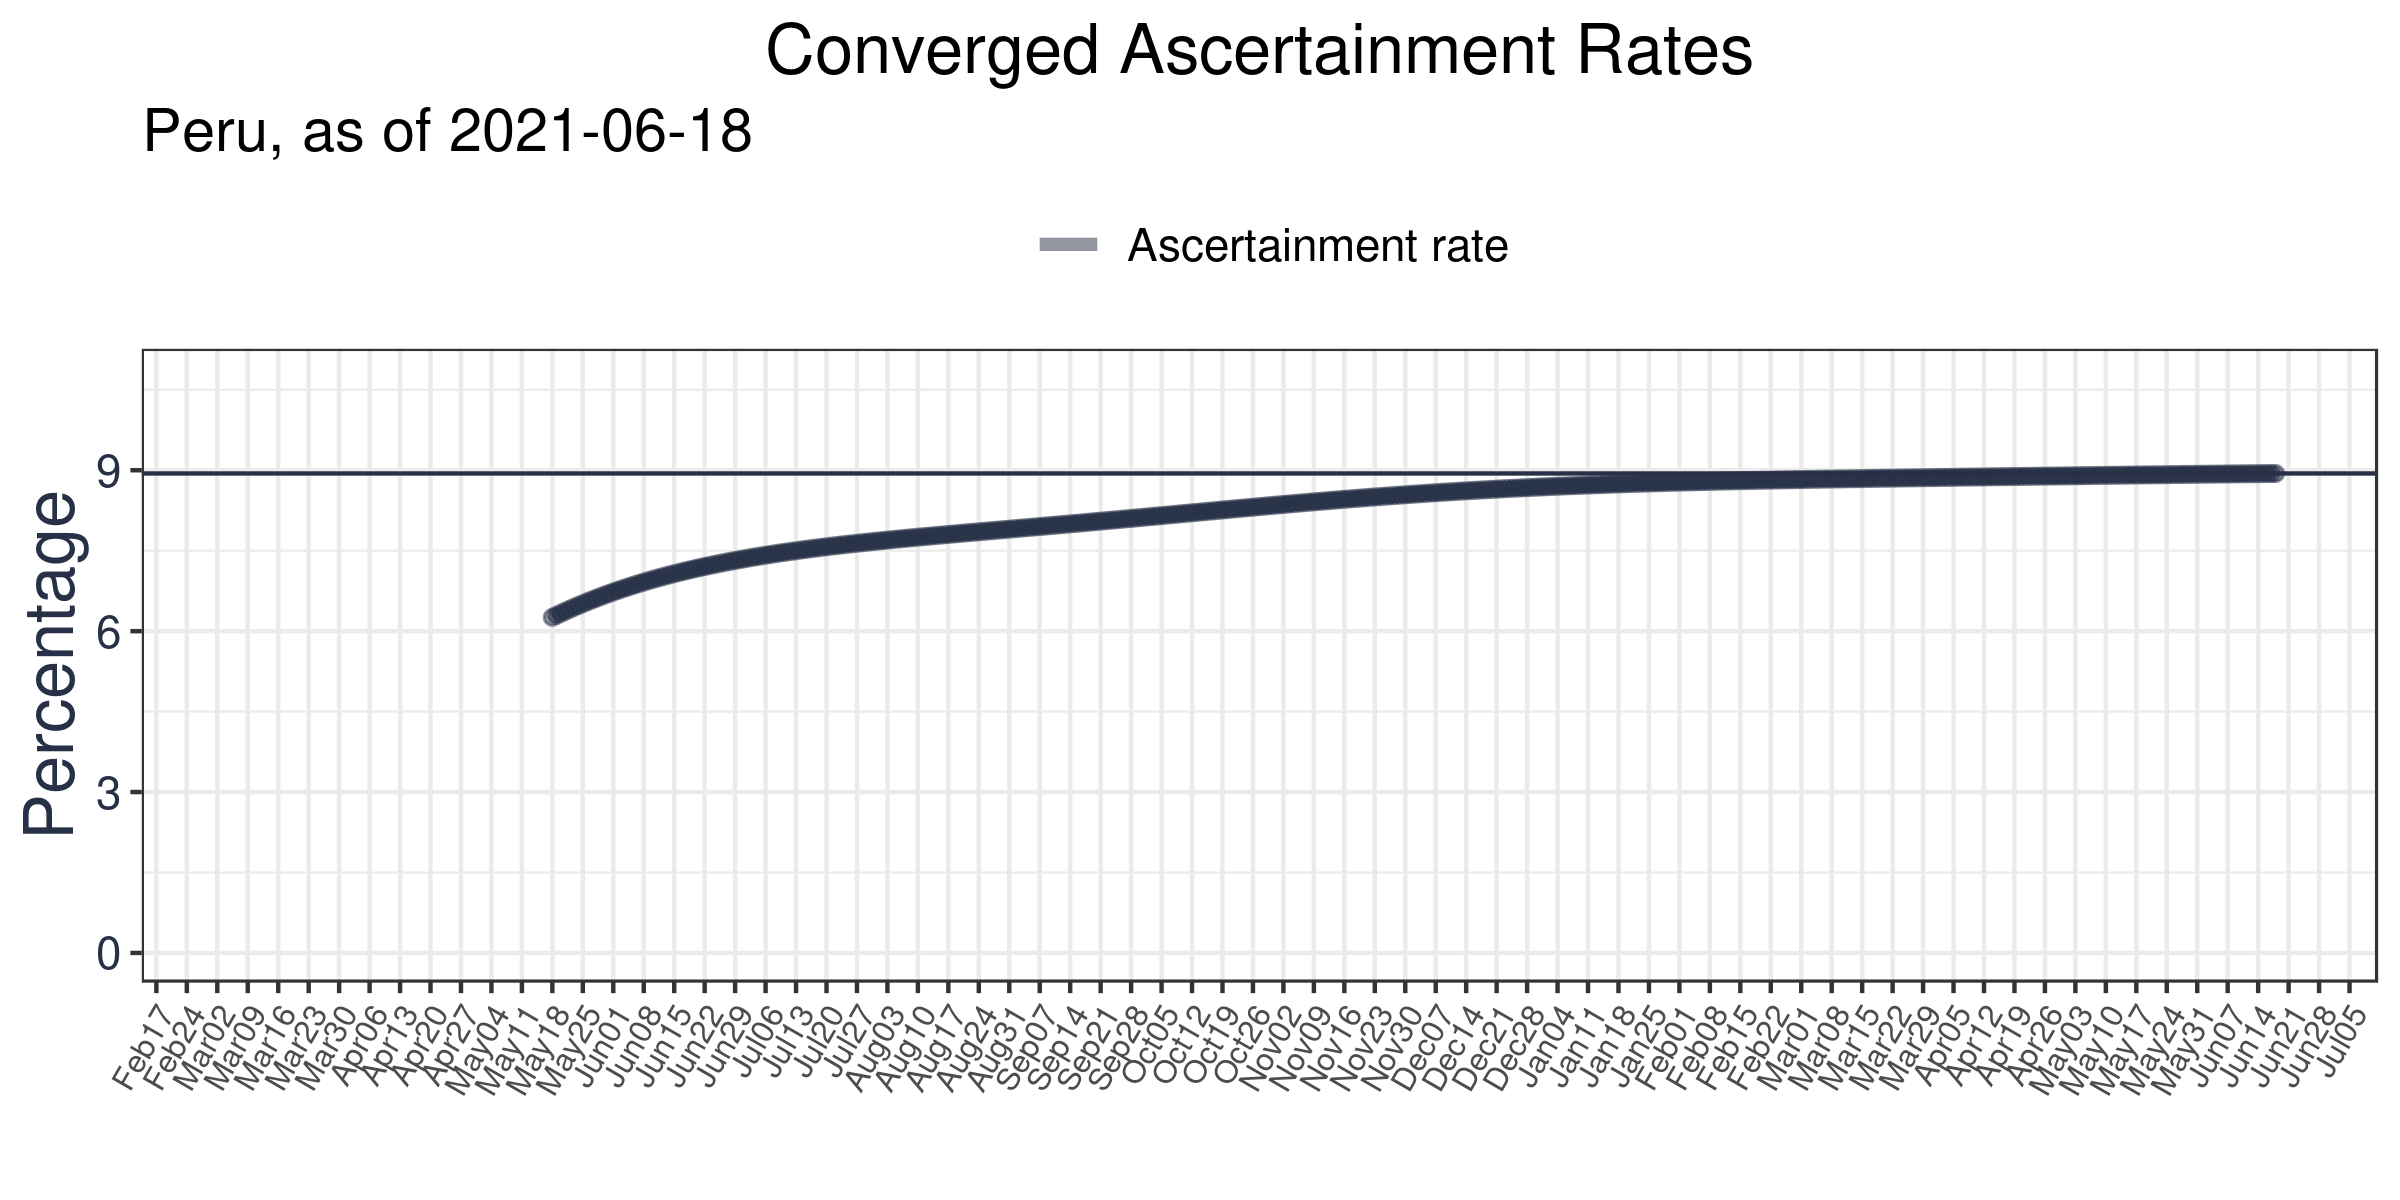 Converged Ascertainment Rates
Peru, as of 2021-06-18
Ascertainment rate
Percentage
9
6
3
0
Feb17
Feb24
Mar02
Mar09
Mar16
Mar23
Mar30
Apr06
Apr13
Apr20
Apr27
May04
May11
May18
May25
Jun01
Jun08
Jun15
Jun22
Jun29
Jul06
Jul13
Jul20
Jul27
Aug03
Aug10
Aug17
Aug24
Aug31
Sep07
Sep14
Sep21
Sep28
Oct05
Oct12
Oct19
Oct26
Nov02
Nov09
Nov16
Nov23
Nov30
Dec07
Dec14
Dec21
Dec28
Jan04
Jan11
Jan18
Jan25
Feb01
Feb08
Feb15
Feb22
Mar01
Mar08
Mar15
Mar22
Mar29
Apr05
Apr12
Apr19
Apr26
May03
May10
May17
May24
May31
Jun07
Jun14
Jun21
Jun28
Jul05